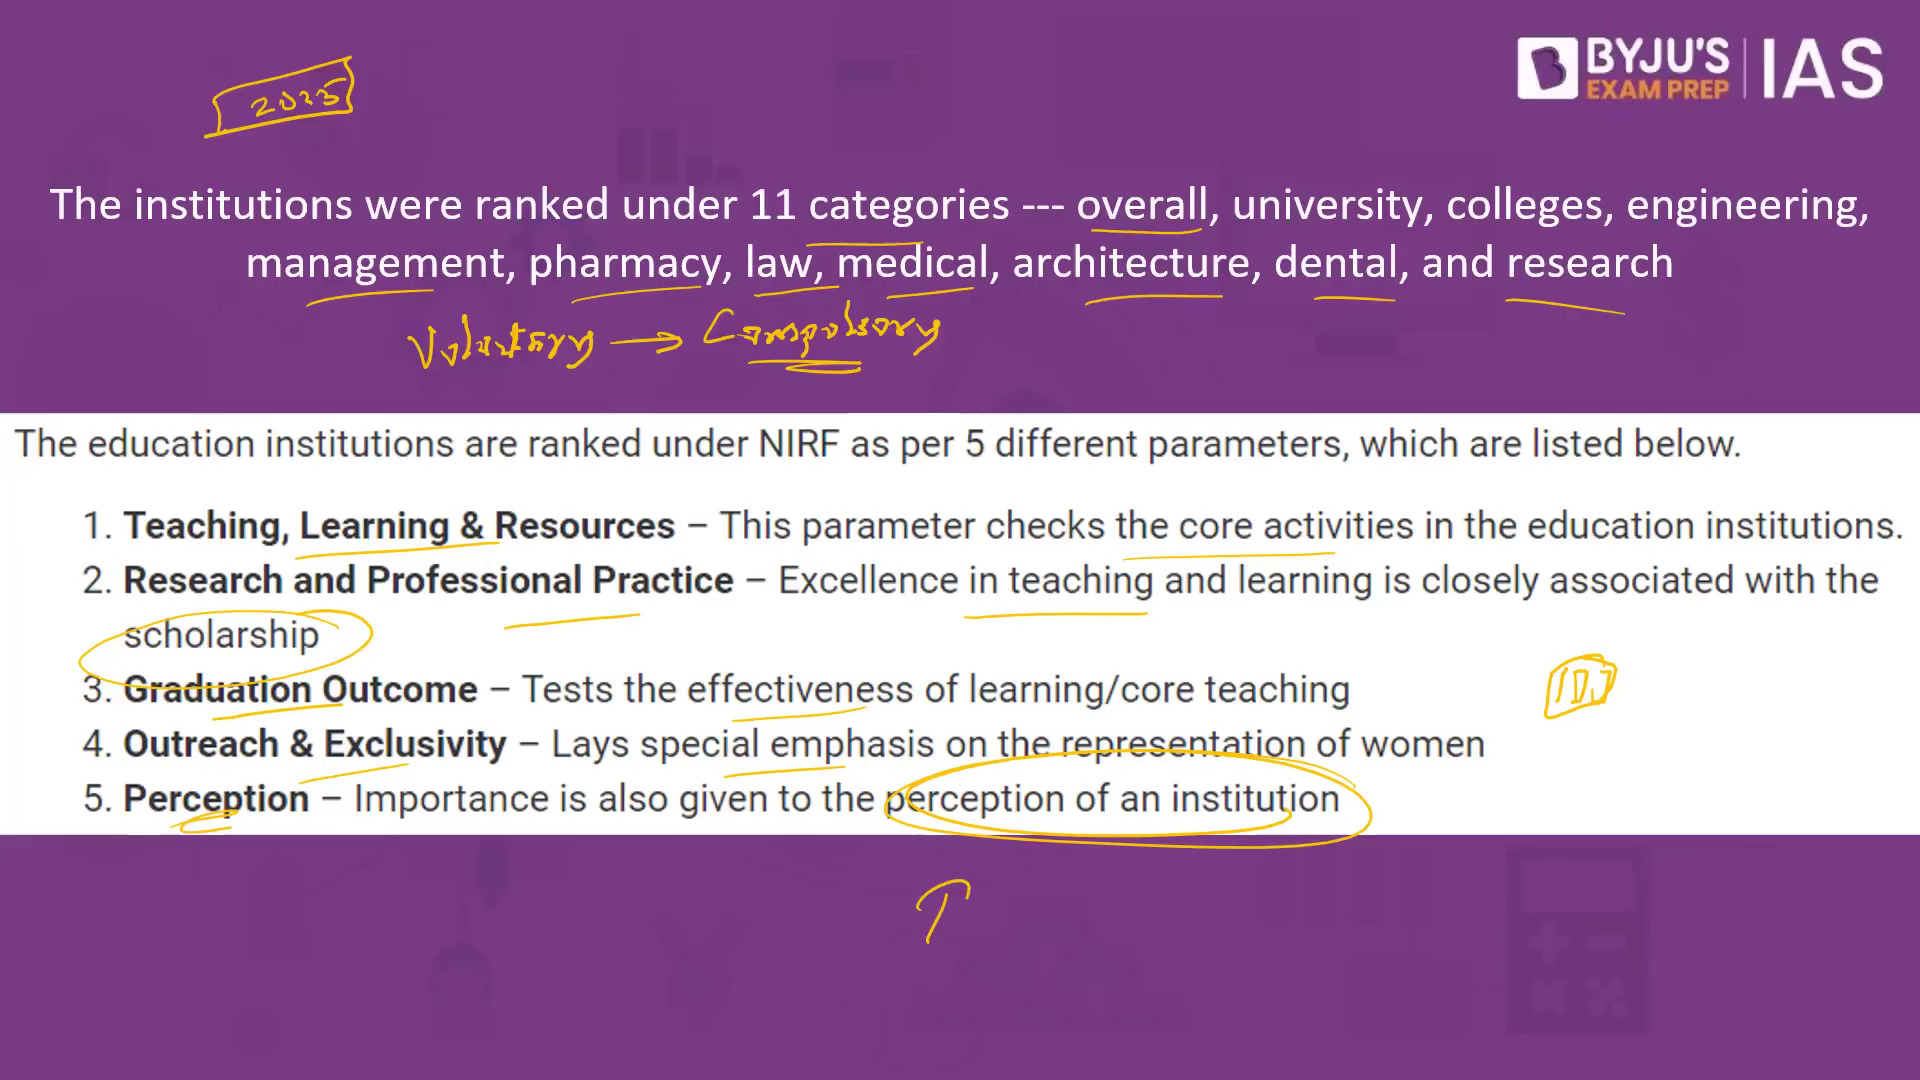 BYJU'S
EXAM PREP
IAS
The institutions were ranked under 11 categories --- overall, university, colleges, engineering,
management, pharmacy, law, medical, architecture, dental, and research
Voluntary → Compulsory
The education institutions are ranked under NIRF as per 5 different parameters, which are listed below.
1. Teaching, Learning & Resources – This parameter checks the core activities in the education institutions.
2. Research and Professional Practice – Excellence in teaching and learning is closely associated with the
scholarship
3. Graduation Outcome – Tests the effectiveness of learning/core teaching
4. Outreach & Exclusivity – Lays special emphasis on the representation of women
5. Perception – Importance is also given to the perception of an institution